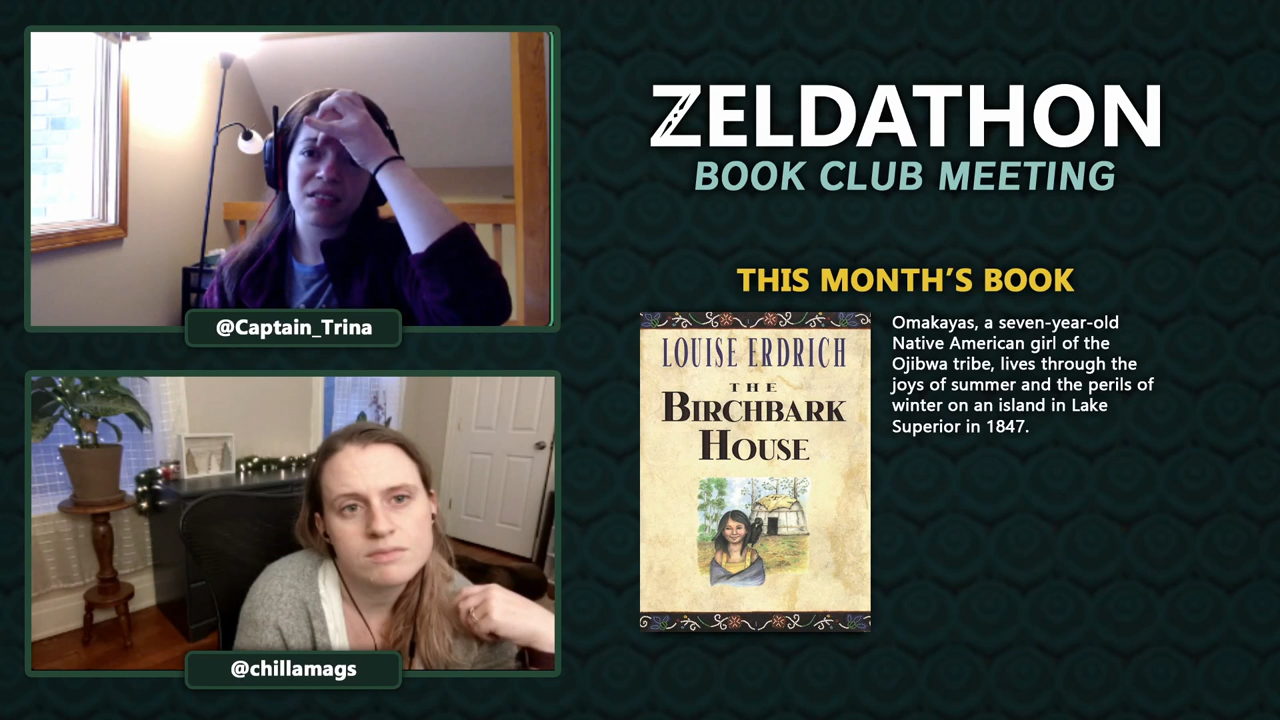 ZELDATHON
BOOK CLUB MEETING
THIS MONTH'S BOOK
LOUISE ERDRICH
THE
BIRCHBARK
HOUSE
Omakayas, a seven-year-old
Native American girl of the
Ojibwa tribe, lives through the
joys of summer and the perils of
winter on an island in Lake
Superior in 1847.
@Captain_Trina
@chillamags